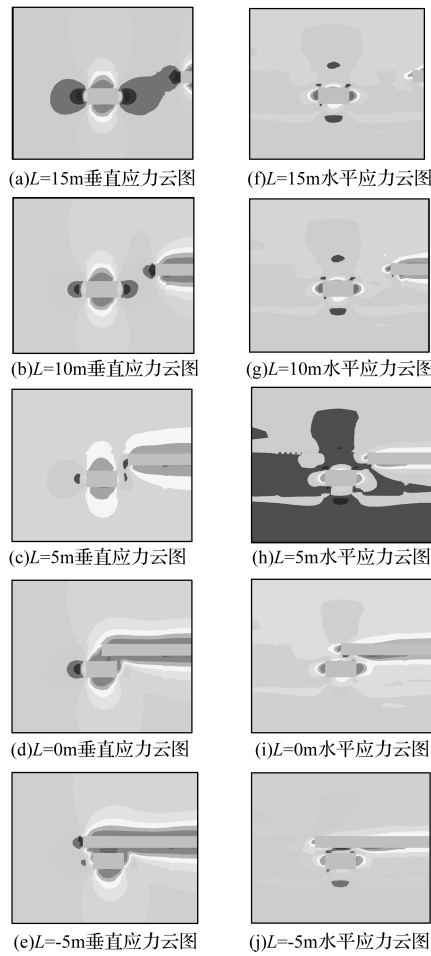 (a)L=15m垂直应力云图
(f)L=15m水平应力云图
(b)L=10m垂直应力云图
(g)L=10m水平应力云图
(c)L=5m垂直应力云图
(h)L=5m水平应力云图
(d)L=0m垂直应力云图
(i)L=0m水平应力云图
(e)L=-5m垂直应力云图
(j)L=-5m水平应力云图